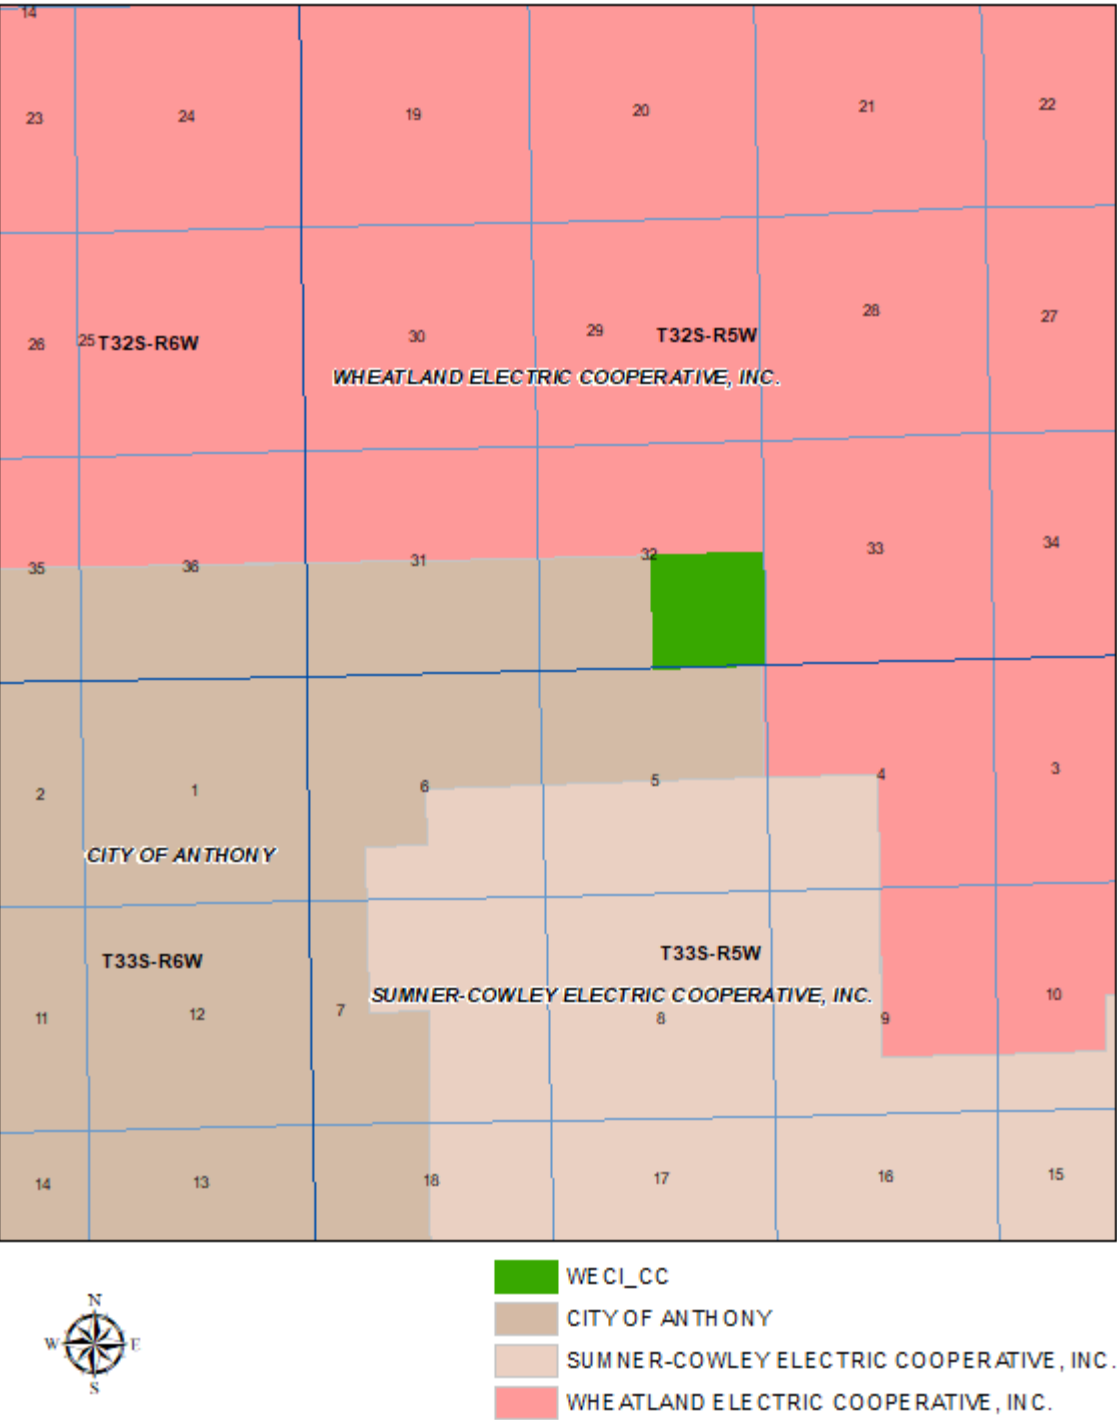 14
23 24 19 20 21 22
26 25 T32S-R6W 30 29 T32S-R5W 28 27
WHEATLAND ELECTRIC COOPERATIVE, INC.
35 36 31 32 33 34
2 1 6 5 4 3
CITY OF ANTHONY
T33S-R6W T33S-R5W
SUMNER-COWLEY ELECTRIC COOPERATIVE, INC.
11 12 7 8 9 10
14 13 18 17 16 15
N
W E
S
WECI_CC
CITY OF ANTHONY
SUMNER-COWLEY ELECTRIC COOPERATIVE, INC.
WHEATLAND ELECTRIC COOPERATIVE, INC.